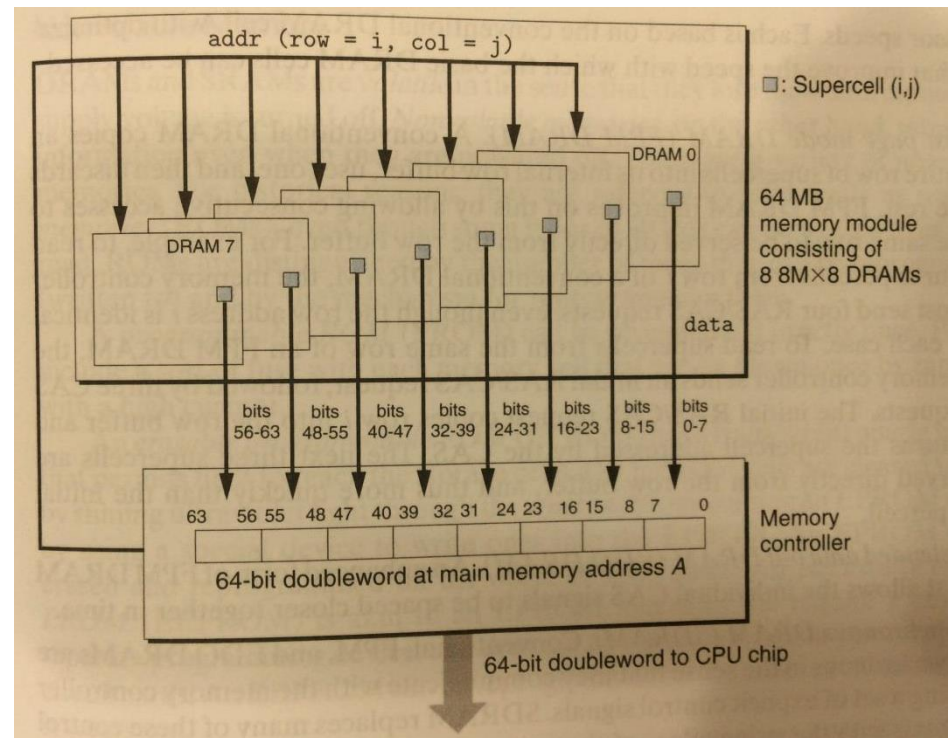 addr (row = i, col = j)
: Supercell (i,j)
DRAM 0
64 MB
memory module
consisting of
8 8M×8 DRAMs
DRAM 7
data
bits
56-63
bits
48-55
bits
40-47
bits
32-39
bits
24-31
bits
16-23
bits
8-15
bits
0-7
63 56 55 48 47 40 39 32 31 24 23 16 15 8 7 0
Memory
controller
64-bit doubleword at main memory address A
64-bit doubleword to CPU chip